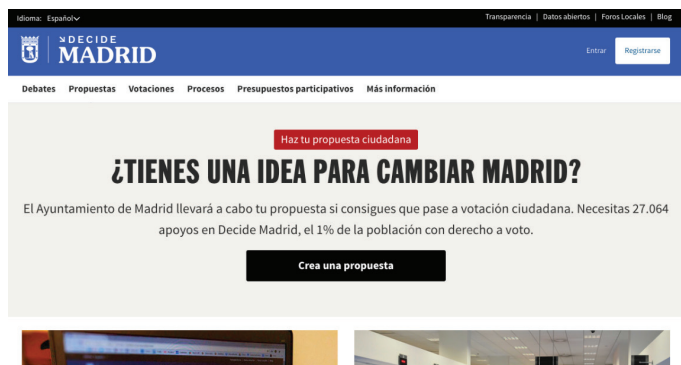 Idioma: Español
Transparencia | Datos abiertos | Foros Locales | Blog
DECIDE
MADRID
Entrar
Registrarse
Debates Propuestas Votaciones Procesos Presupuestos participativos Más información
Haz tu propuesta ciudadana
¿TIENES UNA IDEA PARA CAMBIAR MADRID?
El Ayuntamiento de Madrid llevará a cabo tu propuesta si consigues que pase a votación ciudadana. Necesitas 27.064
apoyos en Decide Madrid, el 1% de la población con derecho a voto.
Crea una propuesta